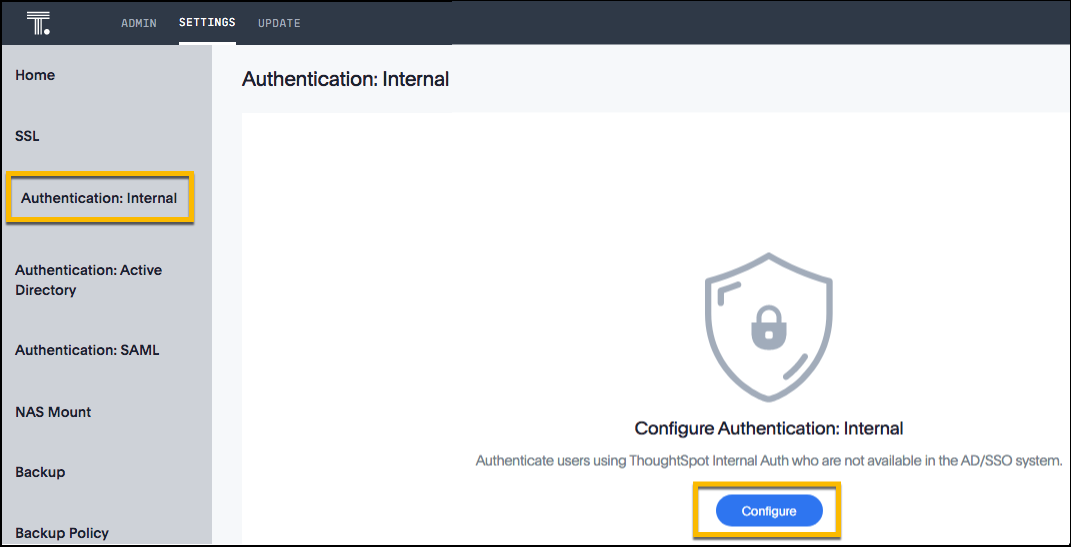 T.
ADMIN SETTINGS UPDATE
Home
SSL
Authentication: Internal
Authentication: Active
Directory
Authentication: SAML
NAS Mount
Backup
Backup Policy
Authentication: Internal
Configure Authentication: Internal
Authenticate users using ThoughtSpot Internal Auth who are not available in the AD/SSO system.
Configure